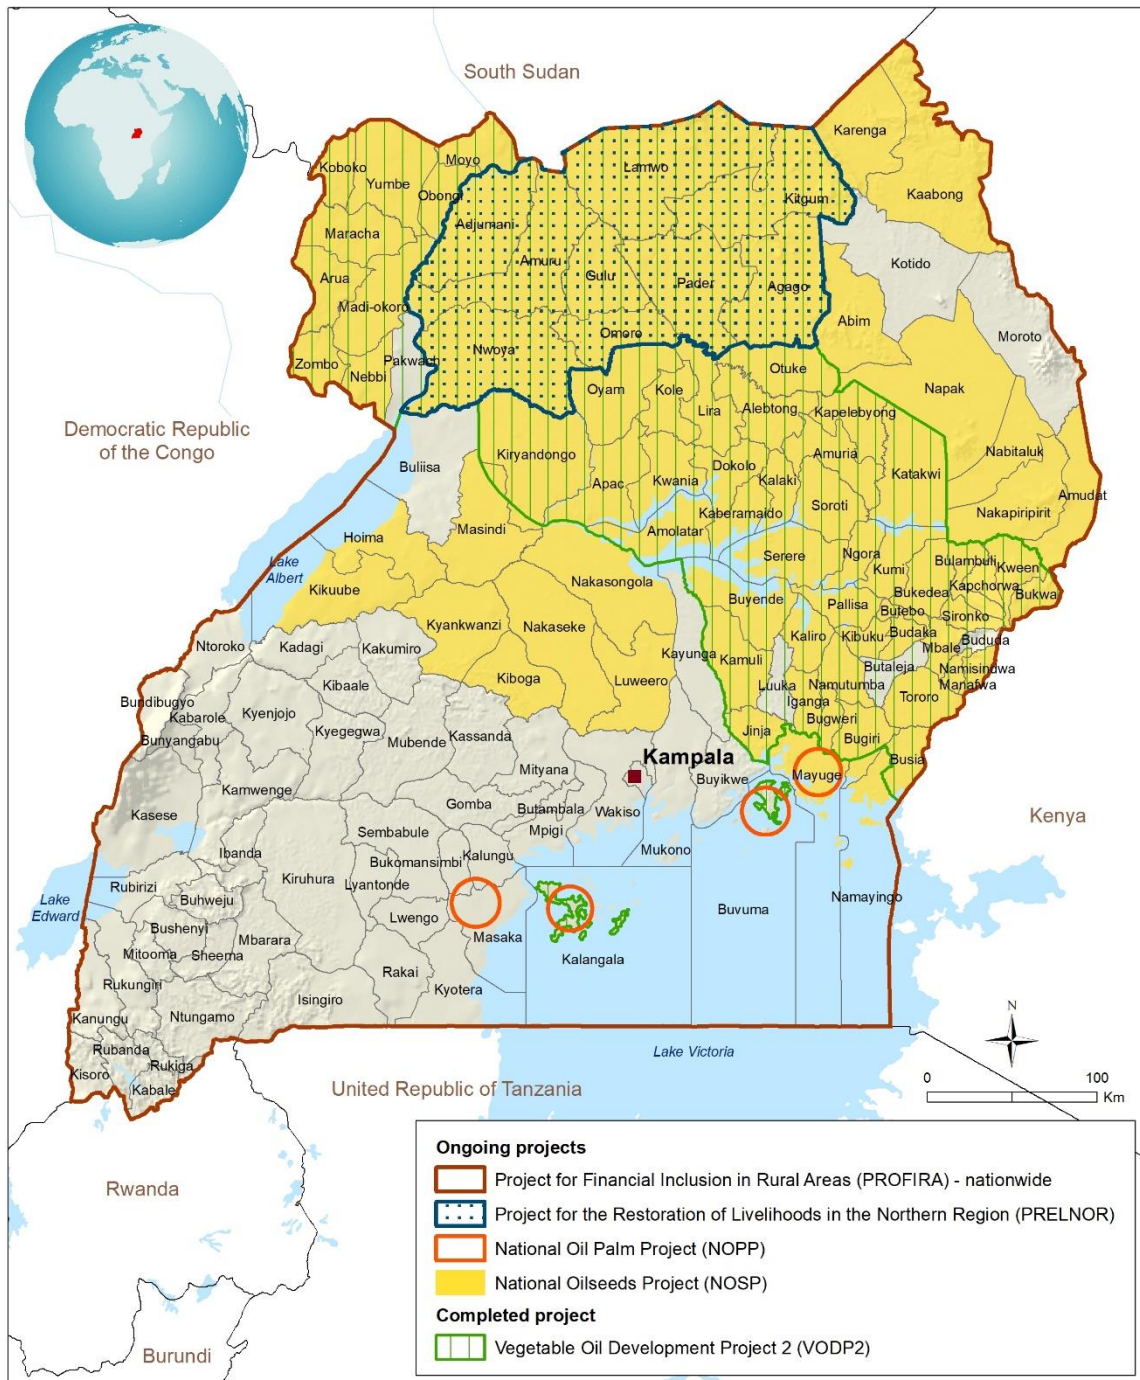 South Sudan
Karenga
Kaabong
Koboko
Moyo
Yumbe
Obongi
Lamwo
Kitgum
Maracha
Adjumani
Kotido
Arua
Amuru
Gulu
Pader
Agago
Madi-okoro
Abim
Moroto
Omoro
Nwoya
Zombo
Pakwach
Nebbi
Otuke
Oyam
Kole
Napak
Lira
Alebtong
Kapelebyong
Democratic Republic
of the Congo
Buliisa
Kiryandongo
Amuria
Nabitaluk
Dokolo
Katakwi
Apac
Kwania
Kalaki
Amudat
Soroti
Kaberamaido
Nakapiripirit
Masindi
Amolatar
Hoima
Lake
Albert
Serere
Ngora
Bulambuli
Kumi
Kween
Nakasongola
Kapchorwa
Kikuube
Bukedea
Bukwa
Buyende
Pallisa
Butebo
Sironko
Kyankwanzi
Nakaseke
Kaliro
Kibuku
Budaka
Bududa
Ntoroko
Kadagi
Kakumiro
Kayunga
Mbale
Kamuli
Butaleja
Namisindwa
Kiboga
Luweero
Luuka
Namutumba
Manafwa
Kibaale
Bundibugyo
Iganga
Tororo
Kabarole
Kyenjojo
Bugweri
Kyegegwa
Kassanda
Jinja
Bunyangabu
Mubende
Bugiri
Kampala
Busia
Mityana
Buyikwe
Mayuge
Kamwenge
Gomba
Butambala
Wakiso
Kasese
Kenya
Sembabule
Mpigi
Ibanda
Kalungu
Mukono
Bukomansimbi
Rubirizi
Kiruhura
Lyantonde
Lake
Edward
Buhweju
Namayingo
Buvuma
Lwengo
Bushenyi
Masaka
Mbarara
Mitooma
Sheema
Kalangala
Rakai
Rukungiri
Kyotera
Isingiro
Kanungu
Ntungamo
N
Rubanda
Lake Victoria
Rukiga
Kisoro
Kabale
United Republic of Tanzania
0 100
Km
Rwanda
Burundi
Ongoing projects
Project for Financial Inclusion in Rural Areas (PROFIRA) - nationwide
Project for the Restoration of Livelihoods in the Northern Region (PRELNOR)
National Oil Palm Project (NOPP)
National Oilseeds Project (NOSP)
Completed project
Vegetable Oil Development Project 2 (VODP2)